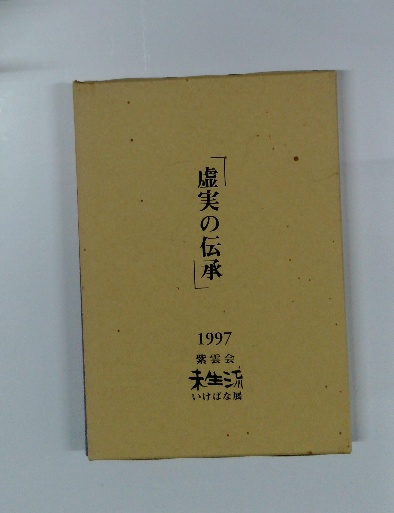 「虚実の伝承」
1997
紫雲会
未生流
いけばな展